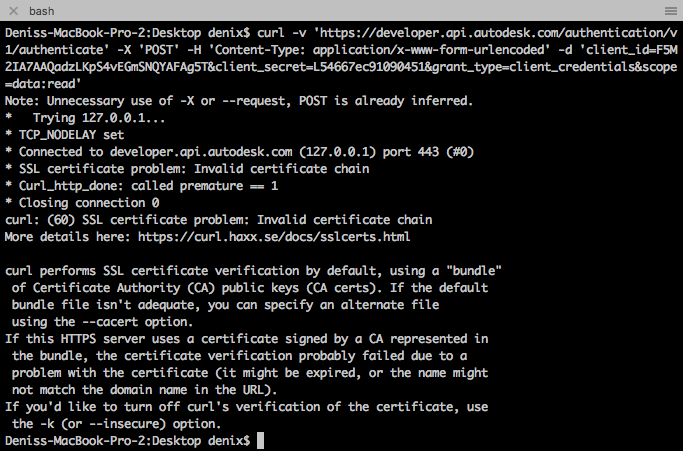 bash
Deniss-MacBook-Pro-2:Desktop denix$ curl -v 'https://developer.api.autodesk.com/authentication/v
1/authenticate' -X 'POST' -H 'Content-Type: application/x-www-form-urlencoded' -d 'client_id=F5M
2IA7AAQadzLKpS4vEGmSNQYAFAg5T&client_secret=L54667ec91090451&grant_type=client_credentials&scope
=data:read'
Note: Unnecessary use of -X or --request, POST is already inferred.
*   Trying 127.0.0.1...
* TCP_NODELAY set
* Connected to developer.api.autodesk.com (127.0.0.1) port 443 (#0)
* SSL certificate problem: Invalid certificate chain
* Curl_http_done: called premature == 1
* Closing connection 0
curl: (60) SSL certificate problem: Invalid certificate chain
More details here: https://curl.haxx.se/docs/sslcerts.html
curl performs SSL certificate verification by default, using a "bundle"
 of Certificate Authority (CA) public keys (CA certs). If the default
 bundle file isn't adequate, you can specify an alternate file
 using the --cacert option.
If this HTTPS server uses a certificate signed by a CA represented in
 the bundle, the certificate verification probably failed due to a
 problem with the certificate (it might be expired, or the name might
 not match the domain name in the URL).
If you'd like to turn off curl's verification of the certificate, use
 the -k (or --insecure) option.
Deniss-MacBook-Pro-2:Desktop denix$